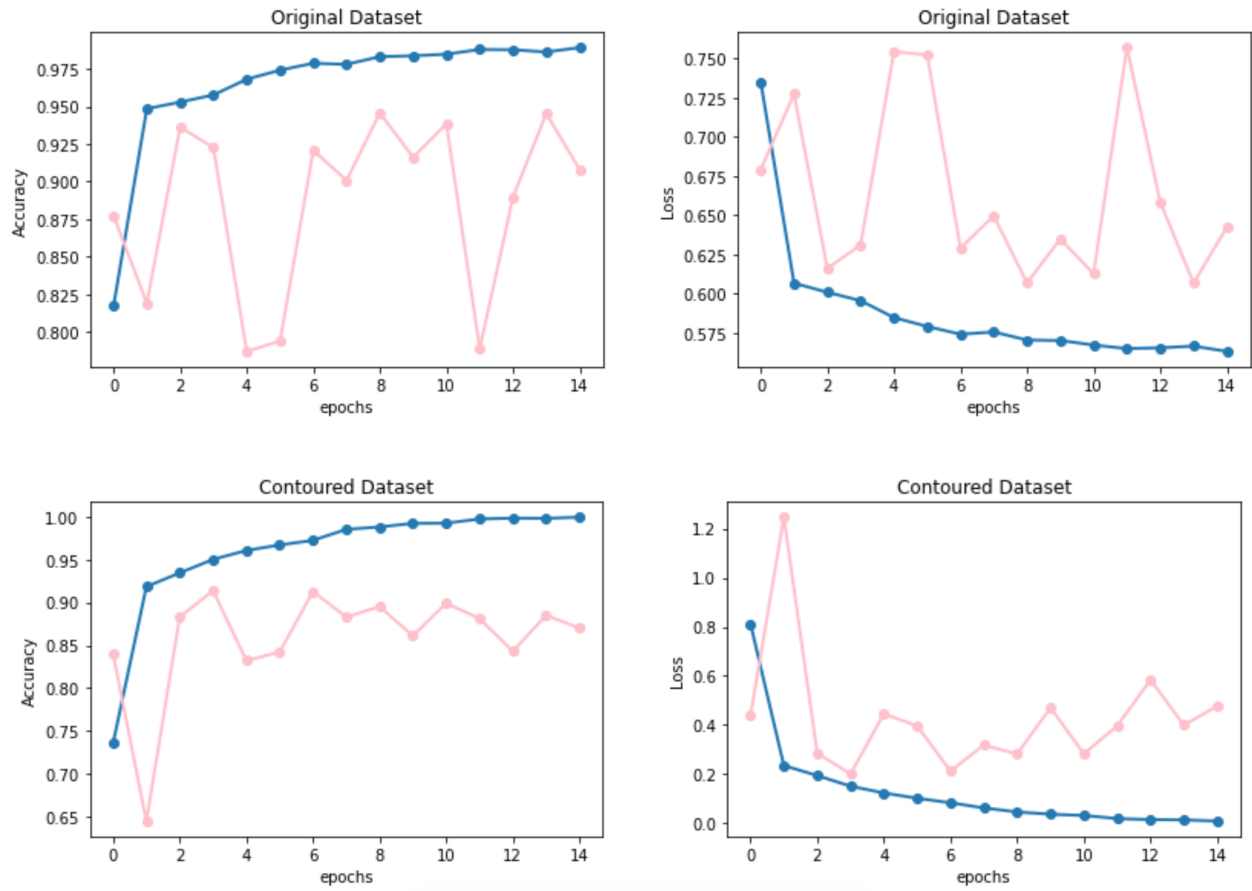 Original Dataset
Accuracy
0.975
0.950
0.925
0.900
0.875
0.850
0.825
0.800
0 2 4 6 8 10 12 14
epochs
Original Dataset
Loss
0.750
0.725
0.700
0.675
0.650
0.625
0.600
0.575
0 2 4 6 8 10 12 14
epochs
Contoured Dataset
Accuracy
1.00
0.95
0.90
0.85
0.80
0.75
0.70
0.65
0 2 4 6 8 10 12 14
epochs
Contoured Dataset
Loss
1.2
1.0
0.8
0.6
0.4
0.2
0.0
0 2 4 6 8 10 12 14
epochs